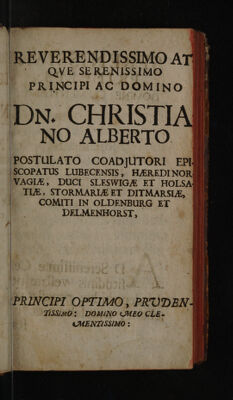 REVERENDISSIMO AT
QVE SERENISSIMO
PRINCIPI AC DOMINO
DN. CHRISTIA
NO ALBERTO
POSTULATO COADJUTORI EPI-
SCOPATUS LUBECENSIS, HÆREDI NOR
VAGIÆ, DUCI SLESWIGÆ ET HOLSA-
TIÆ, STORMARIÆ ET DITMARSIÆ,
COMITI IN OLDENBURG ET
DELMENHORST,
PRINCIPI OPTIMO, PRVDEN-
TISSIMO: DOMINO MEO CLE-
MENTISSIMO: